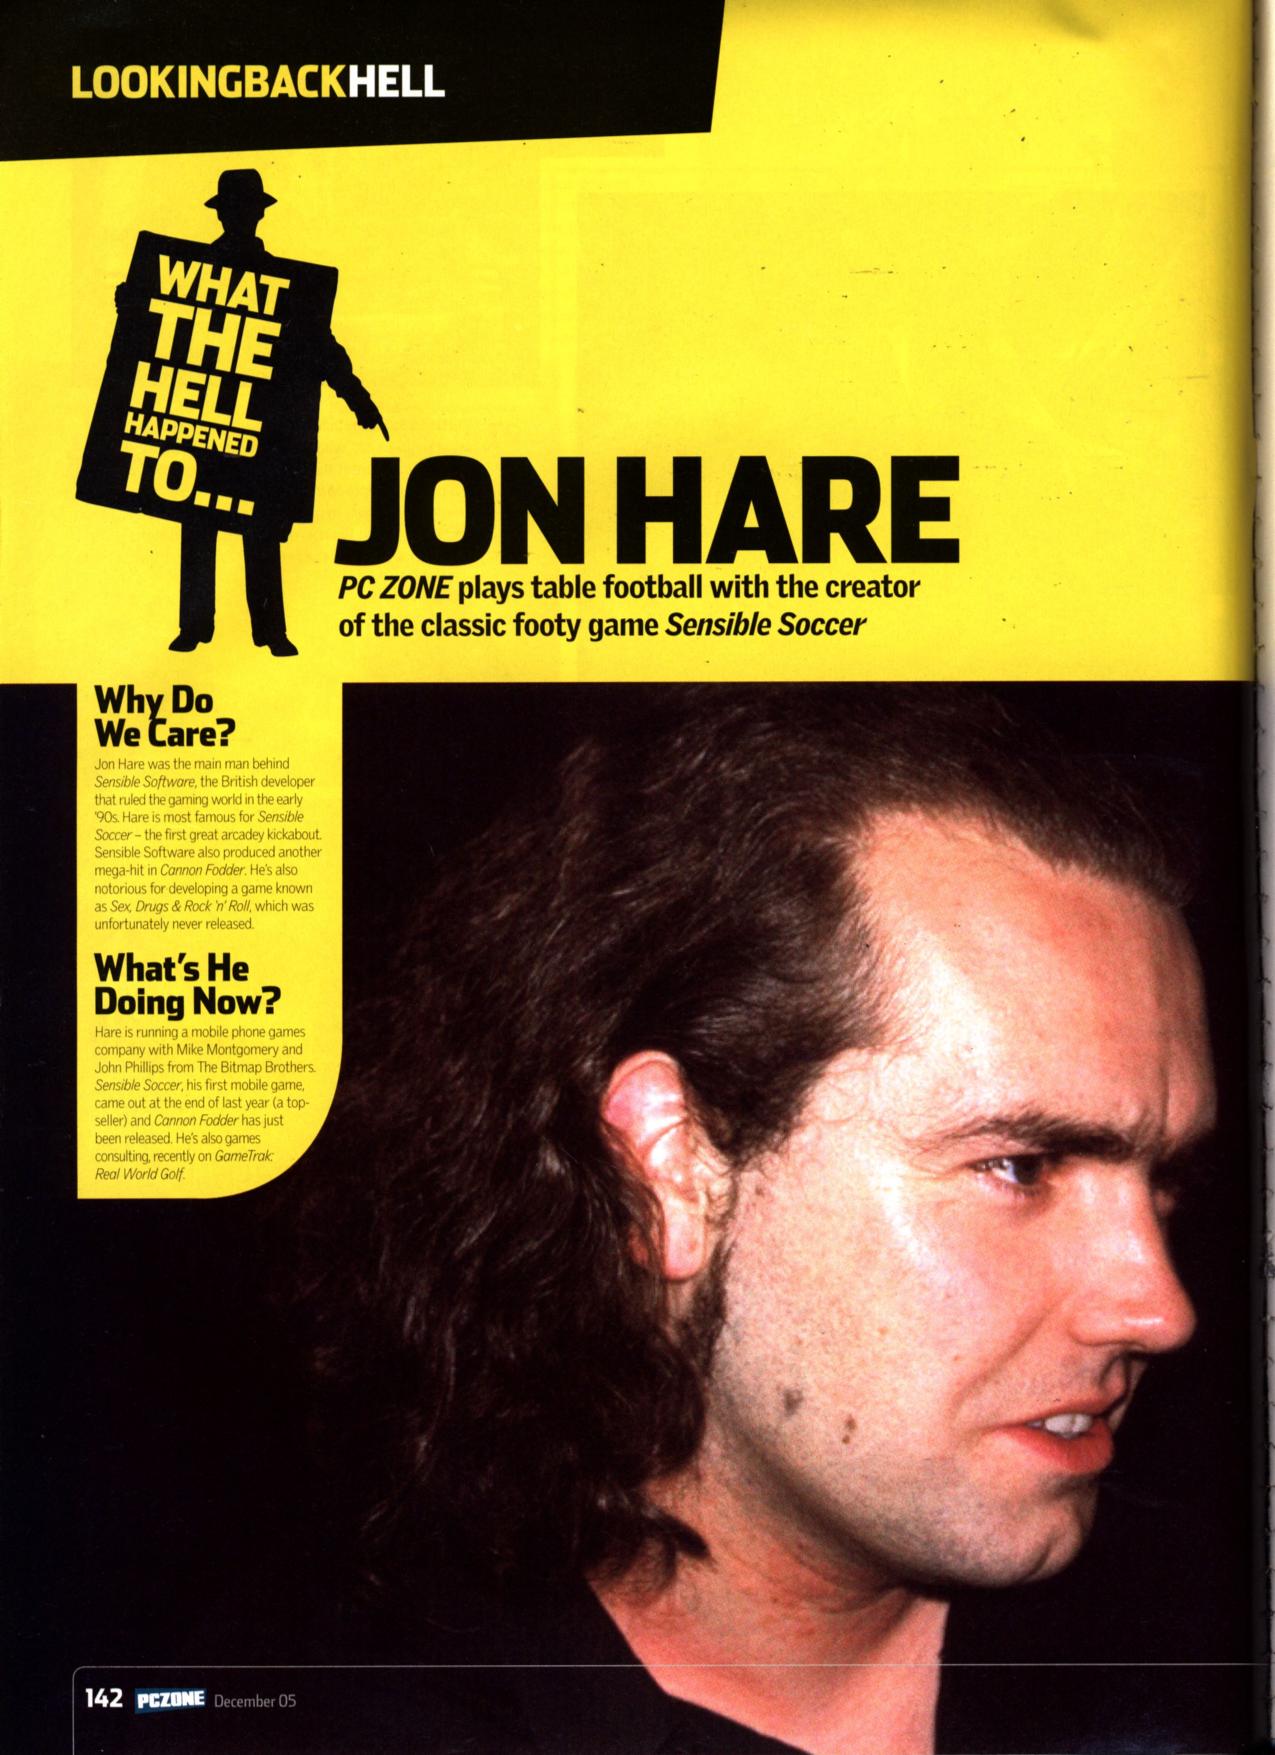 LOOKINGBACKHELL
WHAT
THE
HELL
HAPPENED
TO...
JON HARE
PC ZONE plays table football with the creator
of the classic footy game Sensible Soccer
Why Do
We Care?
Jon Hare was the main man behind
Sensible Software, the British developer
that ruled the gaming world in the early
'90s. Hare is most famous for Sensible
Soccer – the first great arcadey kickabout.
Sensible Software also produced another
mega-hit in Cannon Fodder. He's also
notorious for developing a game known
as Sex, Drugs & Rock 'n' Roll, which was
unfortunately never released.
What's He
Doing Now?
Hare is running a mobile phone games
company with Mike Montgomery and
John Phillips from The Bitmap Brothers.
Sensible Soccer, his first mobile game,
came out at the end of last year (a top-
seller) and Cannon Fodder has just
been released. He's also games
consulting, recently on GameTrak:
Real World Golf.
142 PCZONE December 05